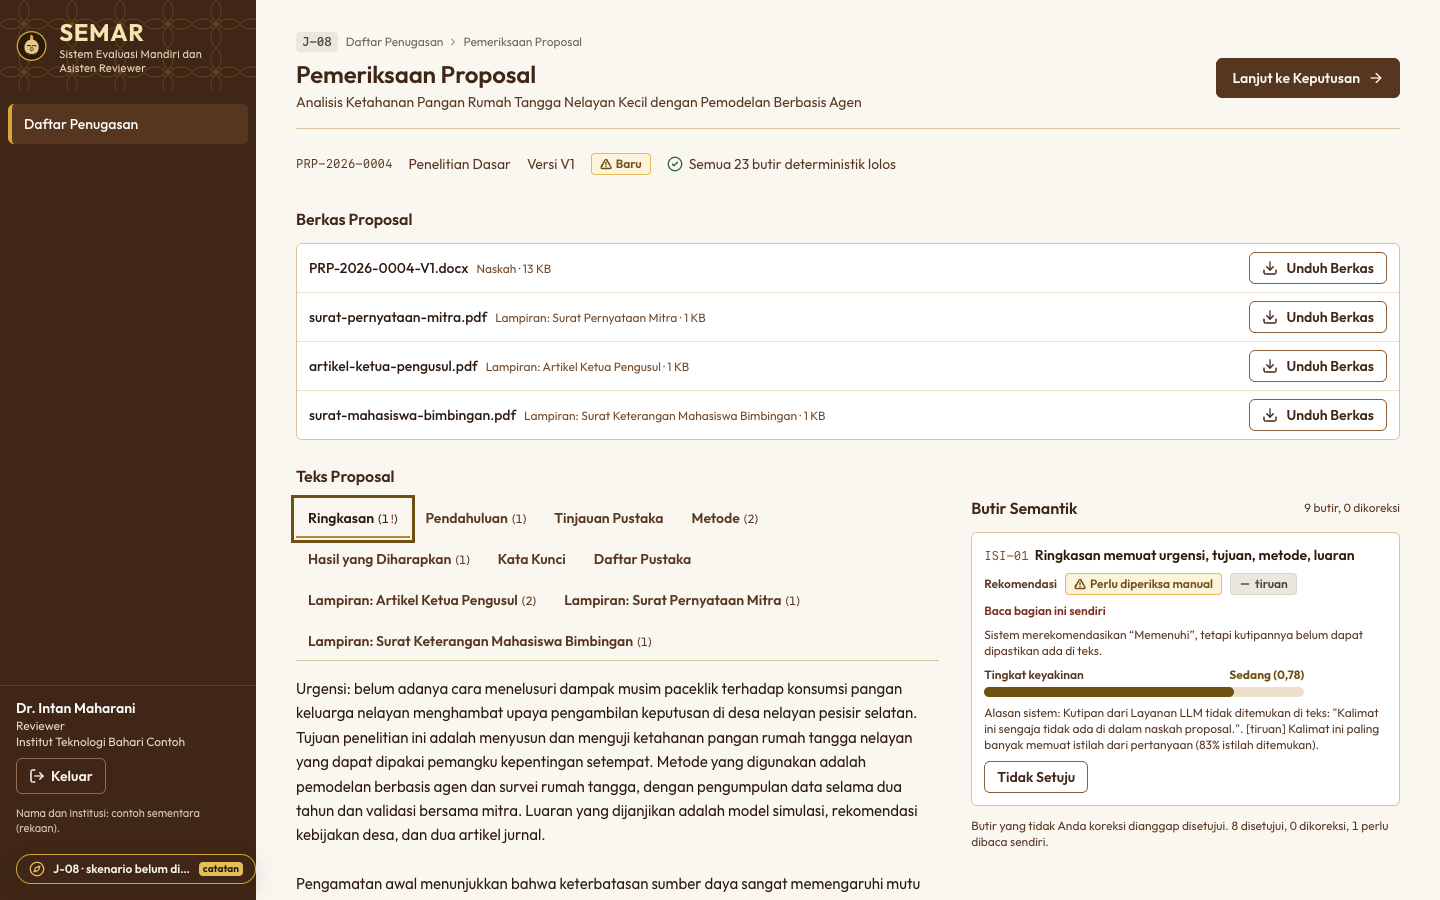 SEMAR
Sistem Evaluasi Mandiri dan
Asisten Reviewer
Daftar Penugasan
Dr. Intan Maharani
Reviewer
Institut Teknologi Bahari Contoh
Keluar
Nama dan institusi: contoh sementara
(rekaan).
J-08 · skenario belum di... catatan
J-08 Daftar Penugasan > Pemeriksaan Proposal
Pemeriksaan Proposal
Analisis Ketahanan Pangan Rumah Tangga Nelayan Kecil dengan Pemodelan Berbasis Agen
Lanjut ke Keputusan →
PRP-2026-0004 Penelitian Dasar Versi V1 Baru Semua 23 butir deterministik lolos
Berkas Proposal
PRP-2026-0004-V1.docx Naskah · 13 KB Unduh Berkas
surat-pernyataan-mitra.pdf Lampiran: Surat Pernyataan Mitra · 1 KB Unduh Berkas
artikel-ketua-pengusul.pdf Lampiran: Artikel Ketua Pengusul · 1 KB Unduh Berkas
surat-mahasiswa-bimbingan.pdf Lampiran: Surat Keterangan Mahasiswa Bimbingan · 1 KB Unduh Berkas
Teks Proposal
Ringkasan (1!) Pendahuluan (1) Tinjauan Pustaka Metode (2)
Hasil yang Diharapkan (1) Kata Kunci Daftar Pustaka
Lampiran: Artikel Ketua Pengusul (2) Lampiran: Surat Pernyataan Mitra (1)
Lampiran: Surat Keterangan Mahasiswa Bimbingan (1)
Urgensi: belum adanya cara menelusuri dampak musim paceklik terhadap konsumsi pangan
keluarga nelayan menghambat upaya pengambilan keputusan di desa nelayan pesisir selatan.
Tujuan penelitian ini adalah menyusun dan menguji ketahanan pangan rumah tangga nelayan
yang dapat dipakai pemangku kepentingan setempat. Metode yang digunakan adalah
pemodelan berbasis agen dan survei rumah tangga, dengan pengumpulan data selama dua
tahun dan validasi bersama mitra. Luaran yang dijanjikan adalah model simulasi, rekomendasi
kebijakan desa, dan dua artikel jurnal.
Pengamatan awal menunjukkan bahwa keterbatasan sumber daya sangat memengaruhi mutu
Butir Semantik 9 butir, 0 dikoreksi
ISI-01 Ringkasan memuat urgensi, tujuan, metode, luaran
Rekomendasi Perlu diperiksa manual — tiruan
Baca bagian ini sendiri
Sistem merekomendasikan “Memenuhi”, tetapi kutipannya belum dapat
dipastikan ada di teks.
Tingkat keyakinan Sedang (0,78)
Alasan sistem: Kutipan dari Layanan LLM tidak ditemukan di teks: "Kalimat
ini sengaja tidak ada di dalam naskah proposal.". [tiruan] Kalimat ini paling
banyak memuat istilah dari pertanyaan (83% istilah ditemukan).
Tidak Setuju
Butir yang tidak Anda koreksi dianggap disetujui. 8 disetujui, 0 dikoreksi, 1 perlu
dibaca sendiri.